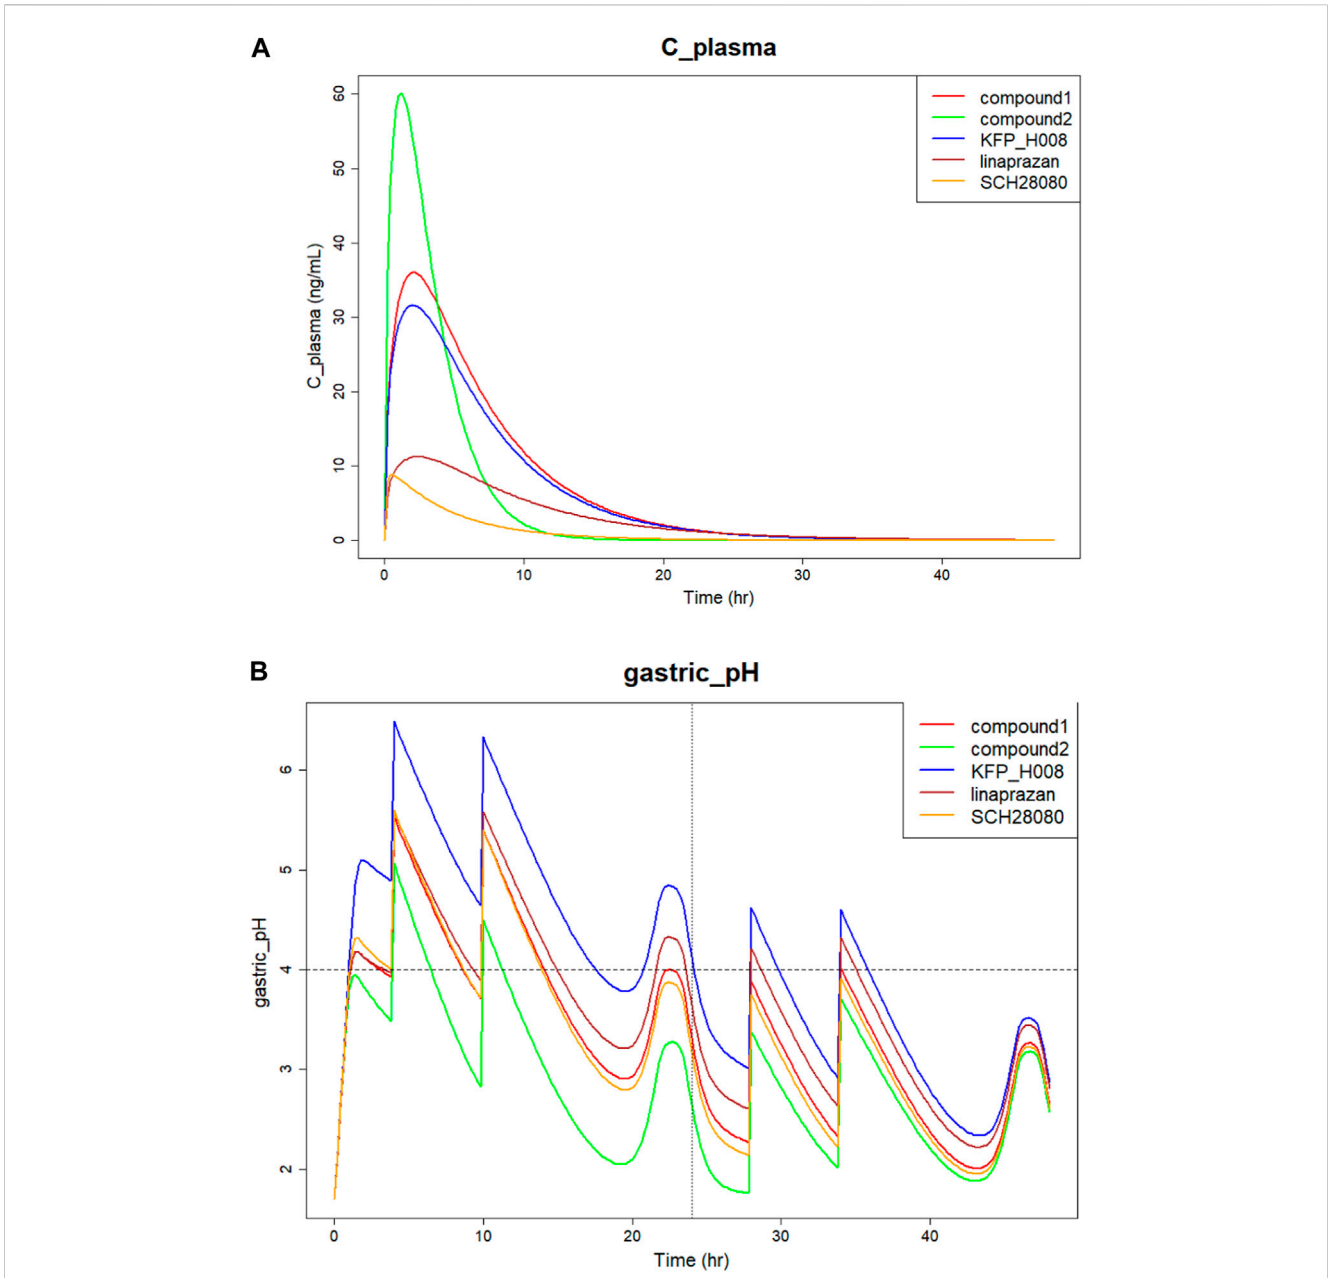 A
C_plasma
C_plasma (ng/mL)
60
50
40
30
20
10
0
compound1
compound2
KFP_H008
linaprazan
SCH28080
0 10 20 30 40
Time (hr)
B
gastric_pH
gastric_pH
6
5
4
3
2
compound1
compound2
KFP_H008
linaprazan
SCH28080
0 10 20 30 40
Time (hr)